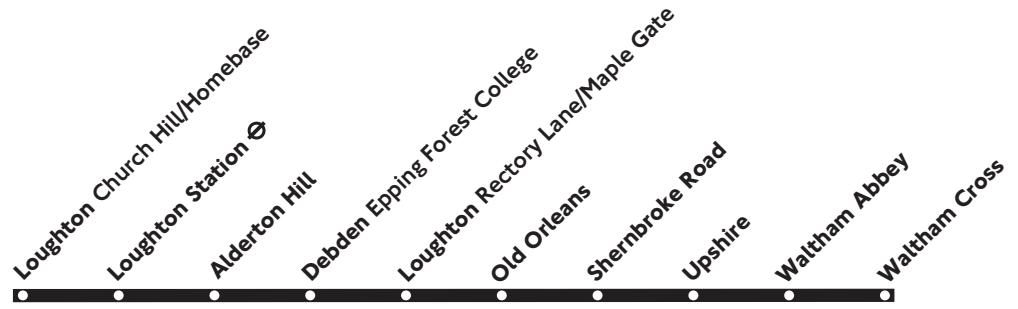 Loughton Church Hill/Homebase
Loughton Station
Alderton Hill
Debden Epping Forest College
Loughton Rectory Lane/Maple Gate
Old Orleans
Shernbroke Road
Upshire
Waltham Abbey
Waltham Cross